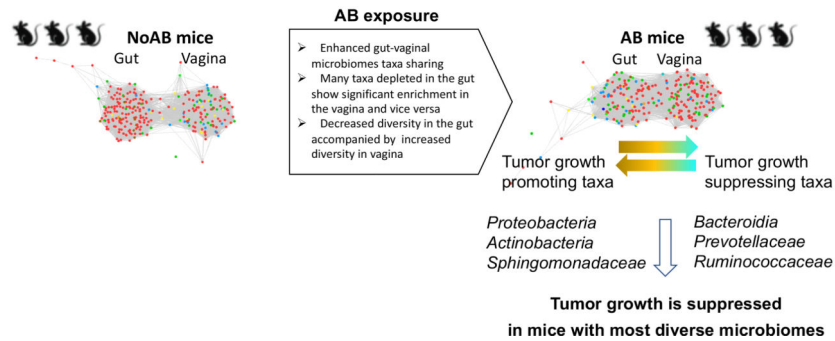 NoAB mice
Gut Vagina
AB exposure
➢ Enhanced gut-vaginal
microbiomes taxa sharing
➢ Many taxa depleted in the gut
show significant enrichment in
the vagina and vice versa
➢ Decreased diversity in the gut
accompanied by increased
diversity in vagina
AB mice
Gut Vagina
Tumor growth
promoting taxa
Tumor growth
suppressing taxa
Proteobacteria
Actinobacteria
Sphingomonadaceae
Bacteroidia
Prevotellaceae
Ruminococcaceae
Tumor growth is suppressed
in mice with most diverse microbiomes